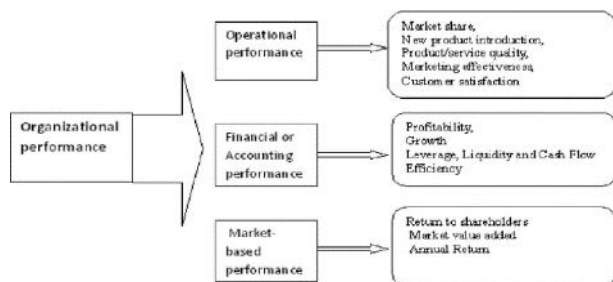 Organizational
performance
Operational
performance
Market share,
New product introduction,
Product/service quality,
Marketing effectiveness,
Customer satisfaction
Financial or
Accounting
performance
Profitability,
Growth
Leverage, Liquidity and Cash Flow
Efficiency
Market-
based
performance
Return to shareholders
Market value added
Annual Return